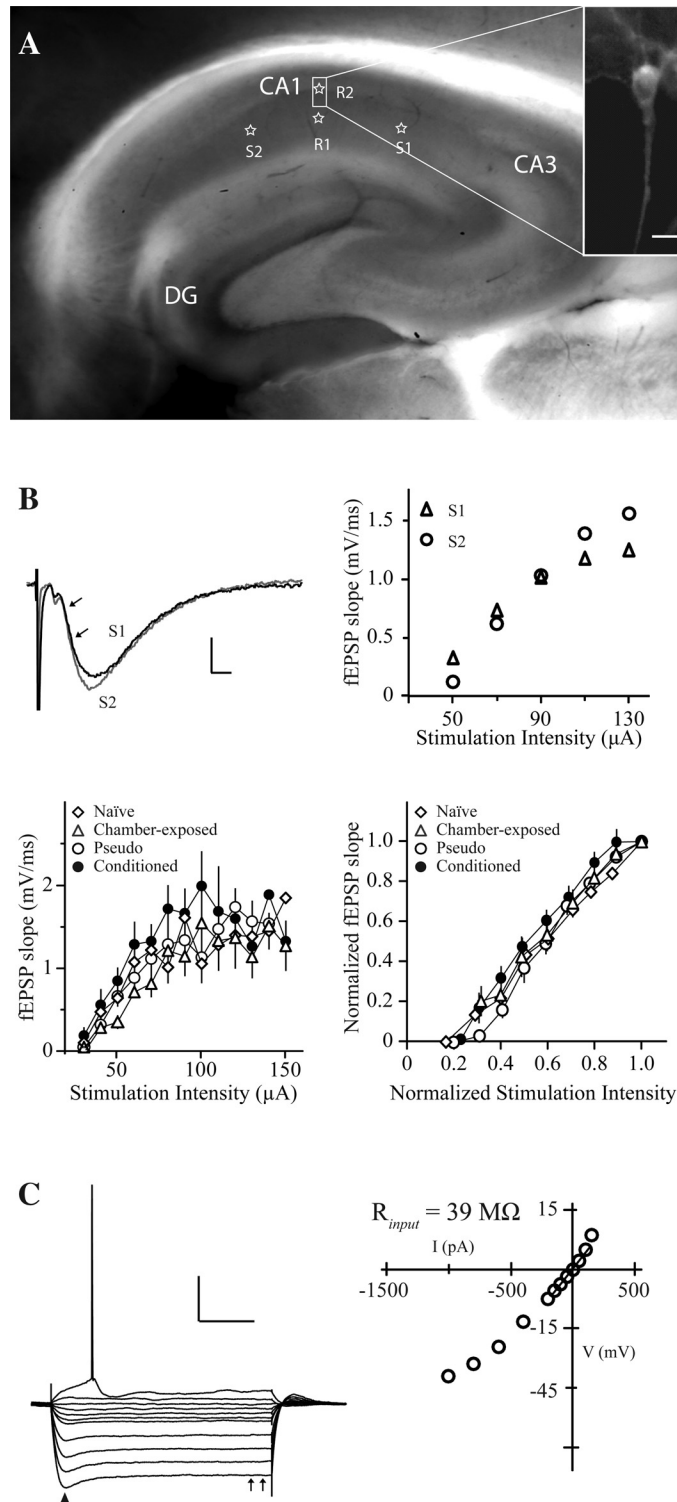 A
CA1
R2
R1
S2
S1
CA3
DG
B
S1
S2
fEPSP slope (mV/ms)
S1
S2
1.5
1.0
0.5
0
50 90 130
Stimulation Intensity (µA)
fEPSP slope (mV/ms)
Naïve
Chamber-exposed
Pseudo
Conditioned
2
1
0
50 100 150
Stimulation Intensity (µA)
Normalized fEPSP slope
Naïve
Chamber-exposed
Pseudo
Conditioned
1.0
0.8
0.6
0.4
0.2
0
0 0.2 0.4 0.6 0.8 1.0
Normalized Stimulation Intensity
C
Rinput = 39 MΩ
I (pA)
15
-1500 -500 500
-15
V (mV)
-45